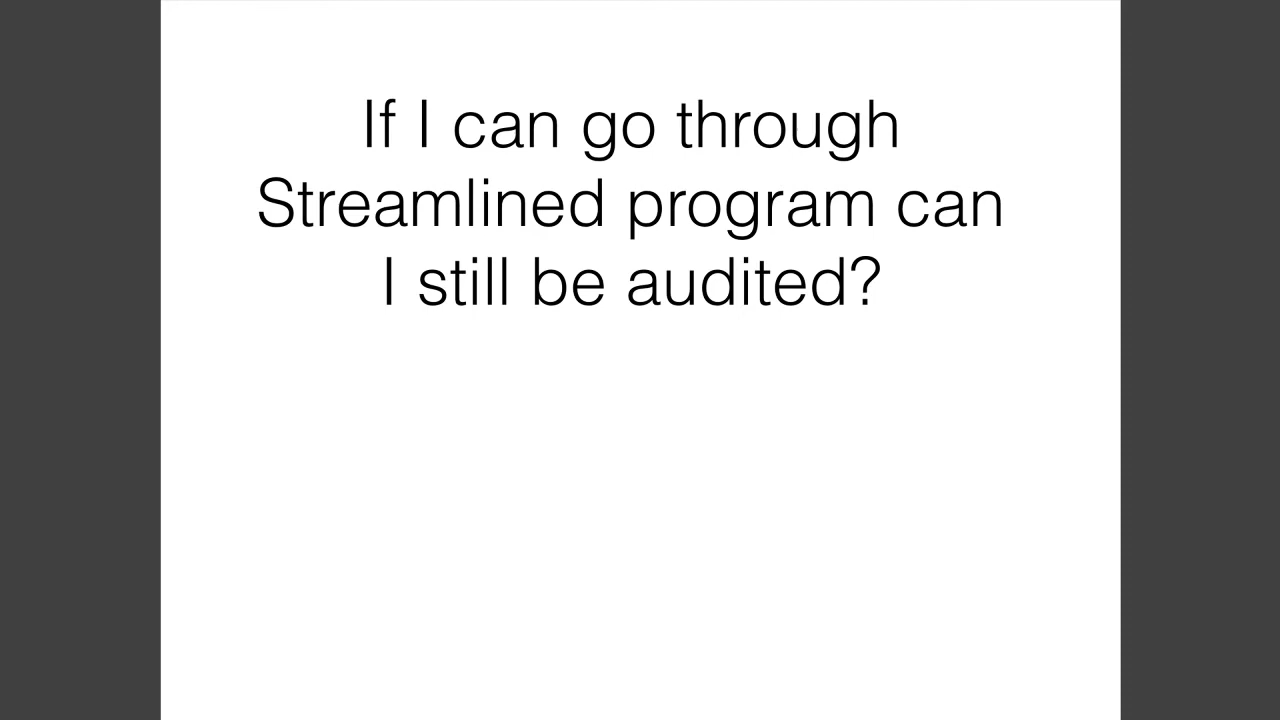 If I can go through
Streamlined program can
I still be audited?